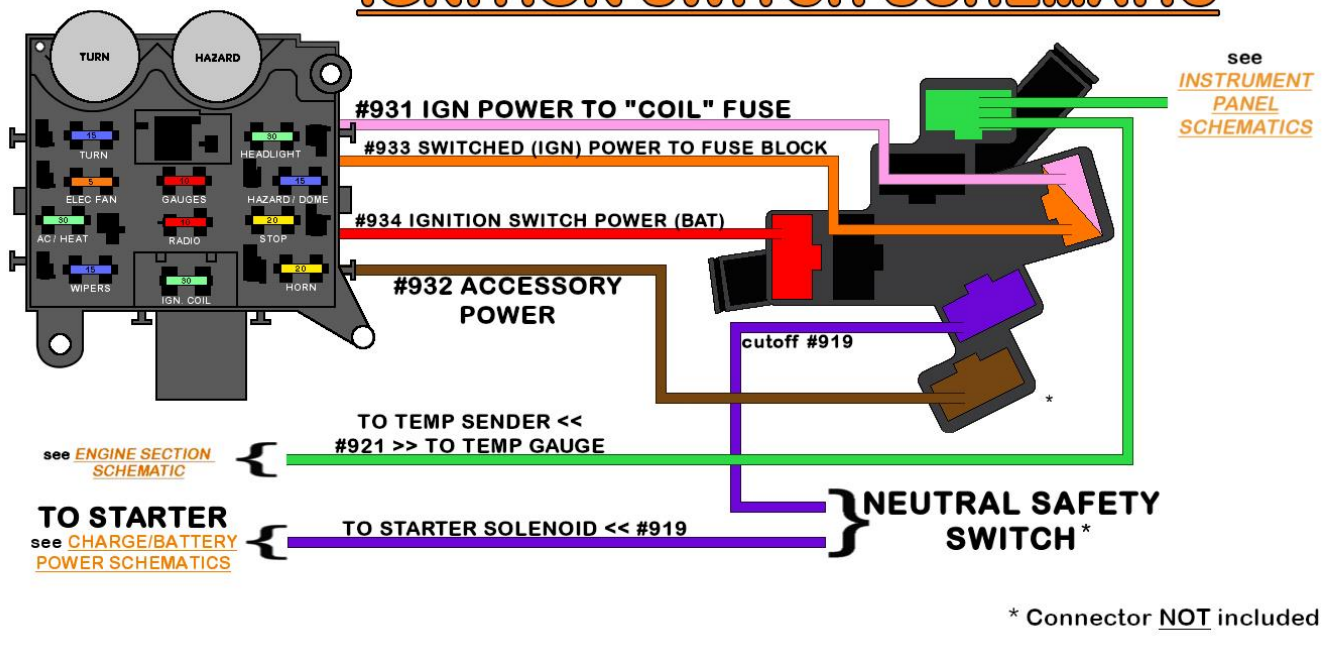 IGNITION SWITCH SCHEMATIC
TURN
HAZARD
15
TURN
30
HEADLIGHT
5
ELEC FAN
10
GAUGES
15
HAZARD / DOME
30
AC / HEAT
10
RADIO
20
STOP
15
WIPERS
30
IGN. COIL
20
HORN
#931 IGN POWER TO "COIL" FUSE
#933 SWITCHED (IGN) POWER TO FUSE BLOCK
#934 IGNITION SWITCH POWER (BAT)
#932 ACCESSORY
POWER
see
INSTRUMENT
PANEL
SCHEMATICS
cutoff #919
*
TO TEMP SENDER <<
#921 >> TO TEMP GAUGE
see ENGINE SECTION
SCHEMATIC
TO STARTER
see CHARGE/BATTERY
POWER SCHEMATICS
TO STARTER SOLENOID << #919
NEUTRAL SAFETY
SWITCH*
* Connector NOT included